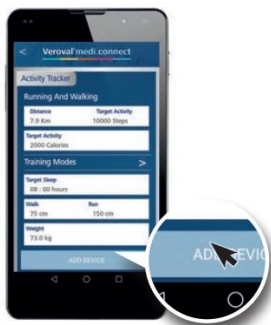 < Veroval® medi.connect
Activity Tracker
Running And Walking
Distance Target Activity
7.9 Km 10000 Steps
Target Activity
2000 Calories
Training Modes >
Target Sleep
08 : 00 hours
Walk Run
75 cm 150 cm
Weight
73.0 kg
ADD DEVICE
ADD DEVIC